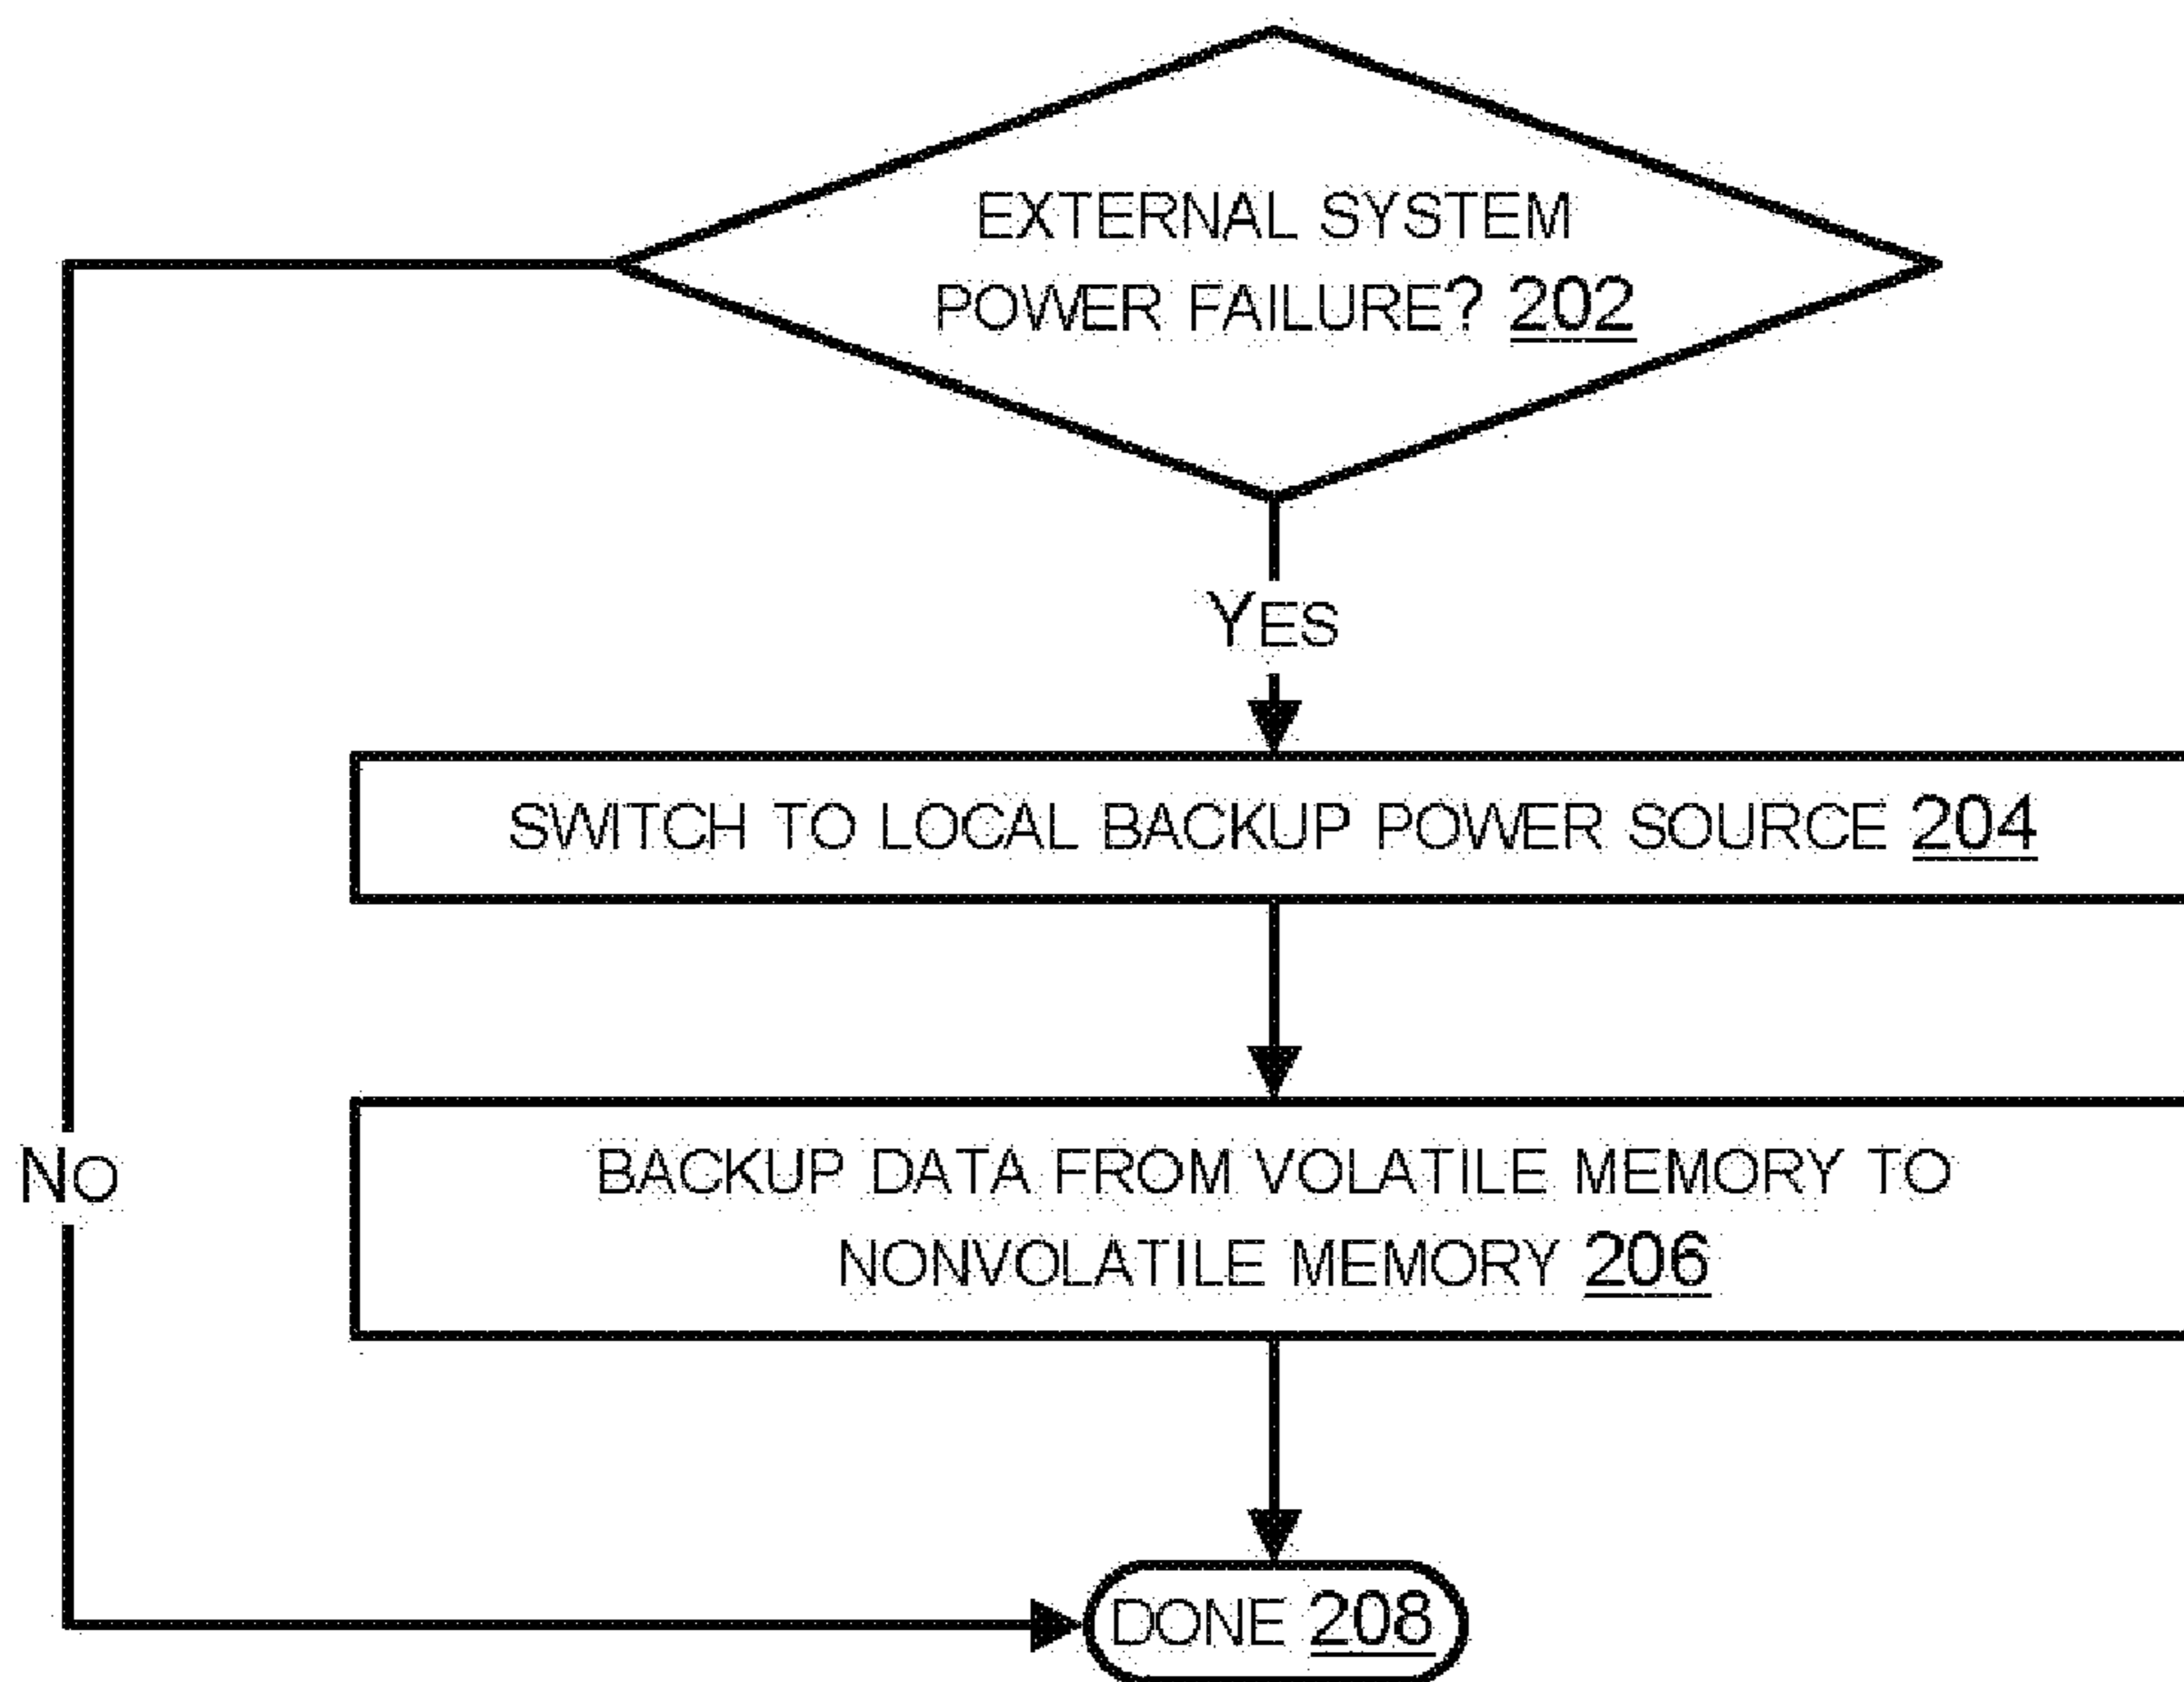 EXTERNAL SYSTEM
POWER FAILURE? 202
YES
SWITCH TO LOCAL BACKUP POWER SOURCE 204
BACKUP DATA FROM VOLATILE MEMORY TO
NONVOLATILE MEMORY 206
NO
DONE 208